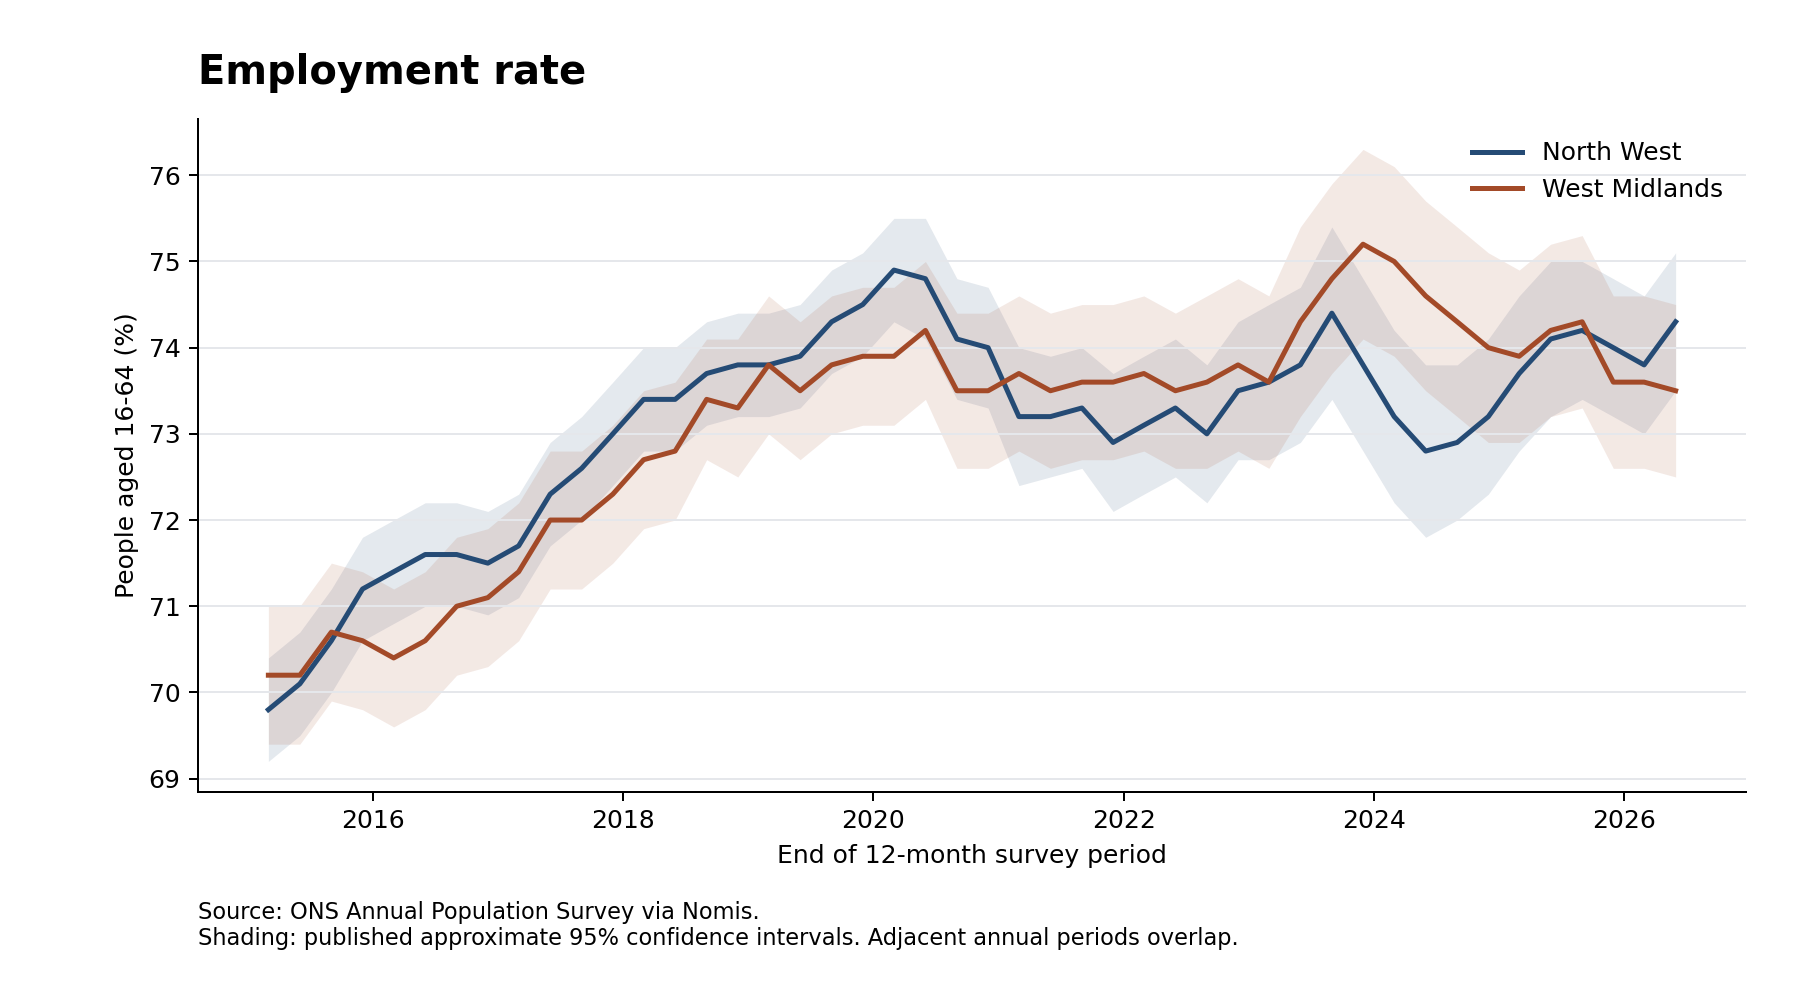 Employment rate
North West
West Midlands
People aged 16-64 (%)
76
75
74
73
72
71
70
69
2016
2018
2020
2022
2024
2026
End of 12-month survey period
Source: ONS Annual Population Survey via Nomis.
Shading: published approximate 95% confidence intervals. Adjacent annual periods overlap.